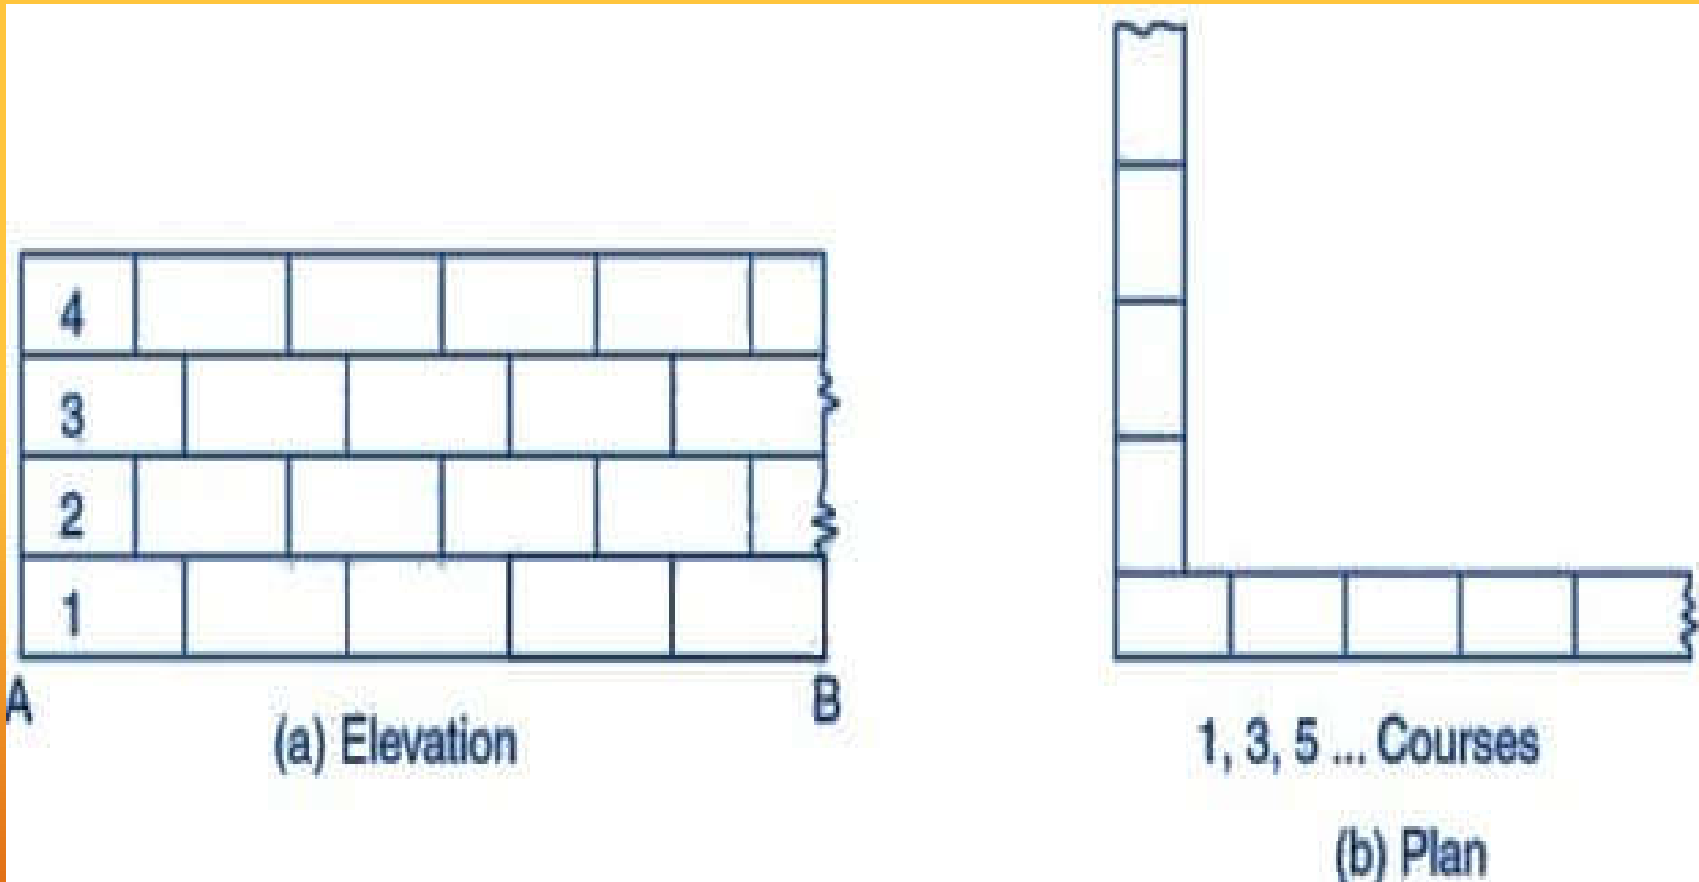 4
3
2
1
A B
(a) Elevation
1, 3, 5 ... Courses
(b) Plan